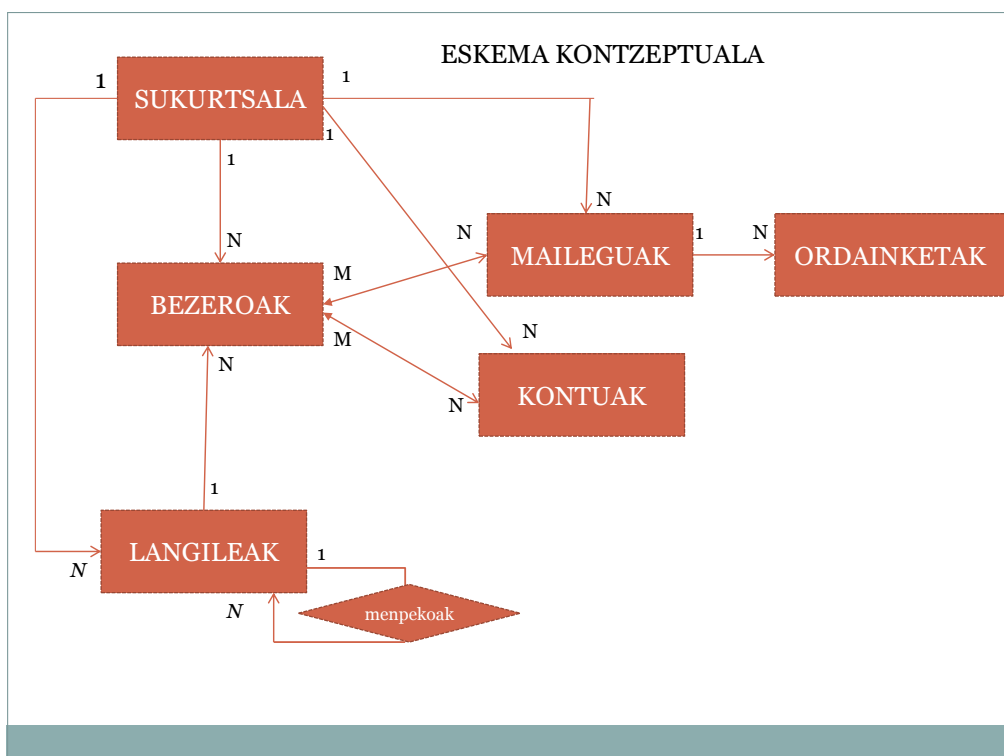 ESKEMA KONTZEPTUALA
1
SUKURTSALA
1
1
1
N
N
MAILEGUAK
1
N
ORDAINKETAK
N
N
BEZEROAK
M
M
N
N
KONTUAK
N
1
LANGILEAK
1
N
N
menpekoak